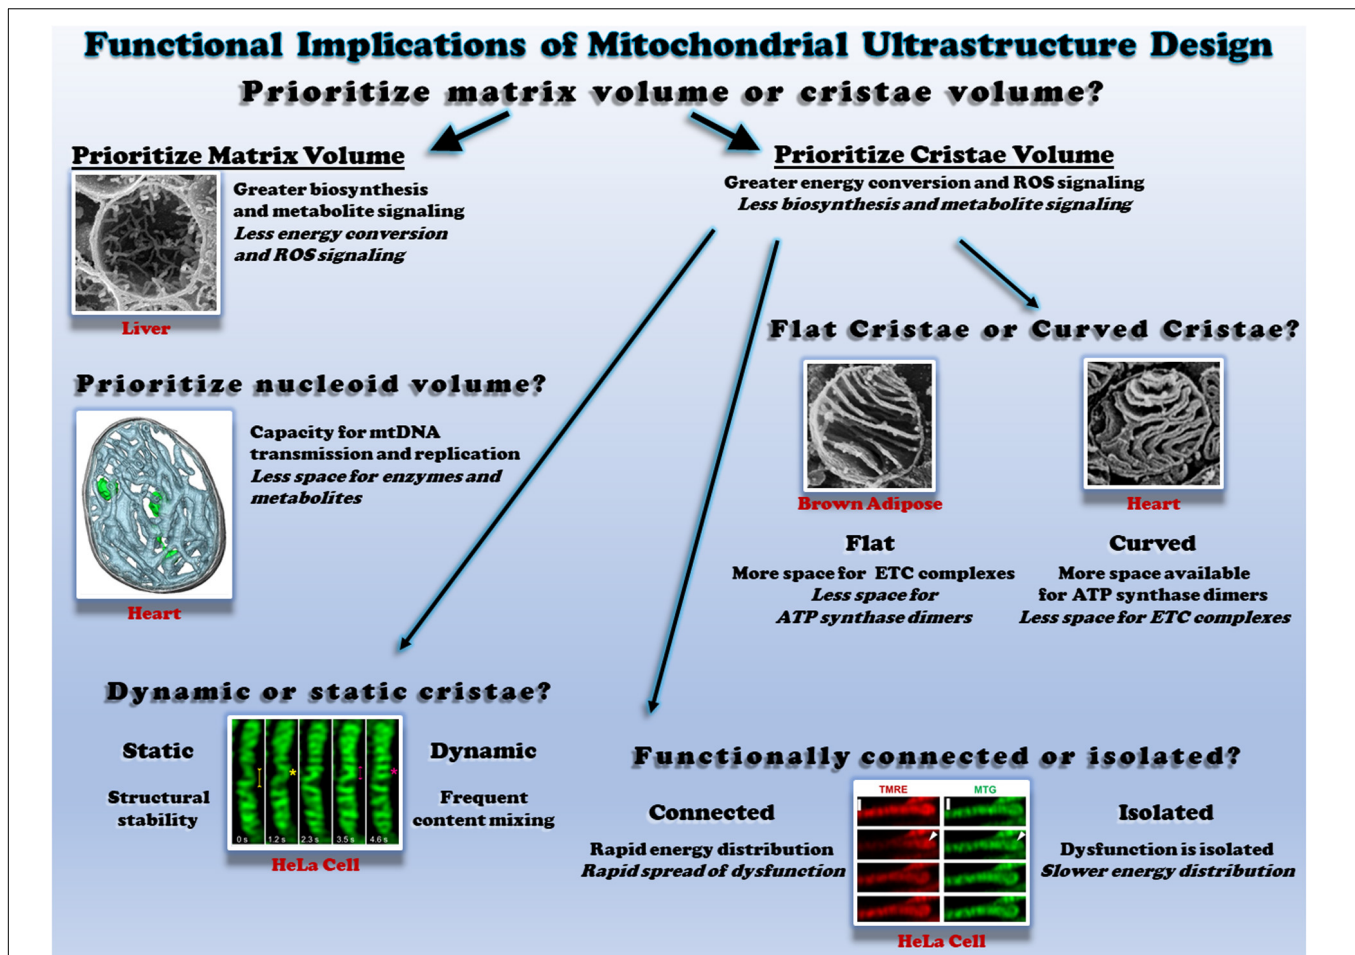 Functional Implications of Mitochondrial Ultrastructure Design
Prioritize matrix volume or cristae volume?
Prioritize Matrix Volume
Greater biosynthesis
and metabolite signaling
Less energy conversion
and ROS signaling
Liver
Prioritize Cristae Volume
Greater energy conversion and ROS signaling
Less biosynthesis and metabolite signaling
Prioritize nucleoid volume?
Capacity for mtDNA
transmission and replication
Less space for enzymes and
metabolites
Heart
Flat Cristae or Curved Cristae?
Brown Adipose
Flat
More space for ETC complexes
Less space for
ATP synthase dimers
Heart
Curved
More space available
for ATP synthase dimers
Less space for ETC complexes
Dynamic or static cristae?
Static
Structural
stability
0 s 1.2 s 2.3 s 3.5 s 4.6 s
* *
HeLa Cell
Dynamic
Frequent
content mixing
Functionally connected or isolated?
Connected
Rapid energy distribution
Rapid spread of dysfunction
TMRE MTG
HeLa Cell
Isolated
Dysfunction is isolated
Slower energy distribution